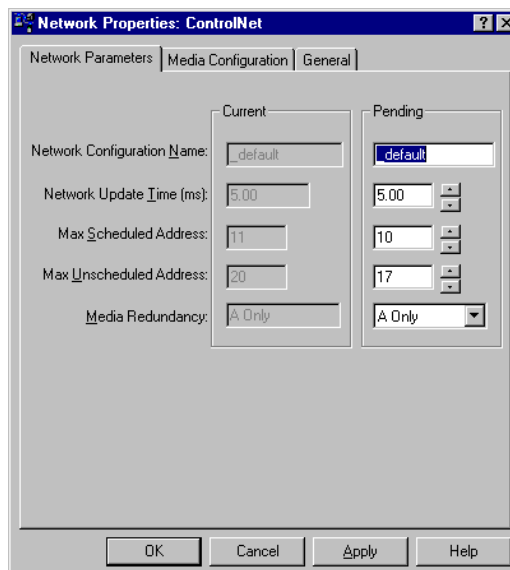 Network Properties: ControlNet
Network Parameters Media Configuration General
Current Pending
Network Configuration Name: _default _default
Network Update Time (ms): 5.00 5.00
Max Scheduled Address: 11 10
Max Unscheduled Address: 20 17
Media Redundancy: A Only A Only
OK Cancel Apply Help